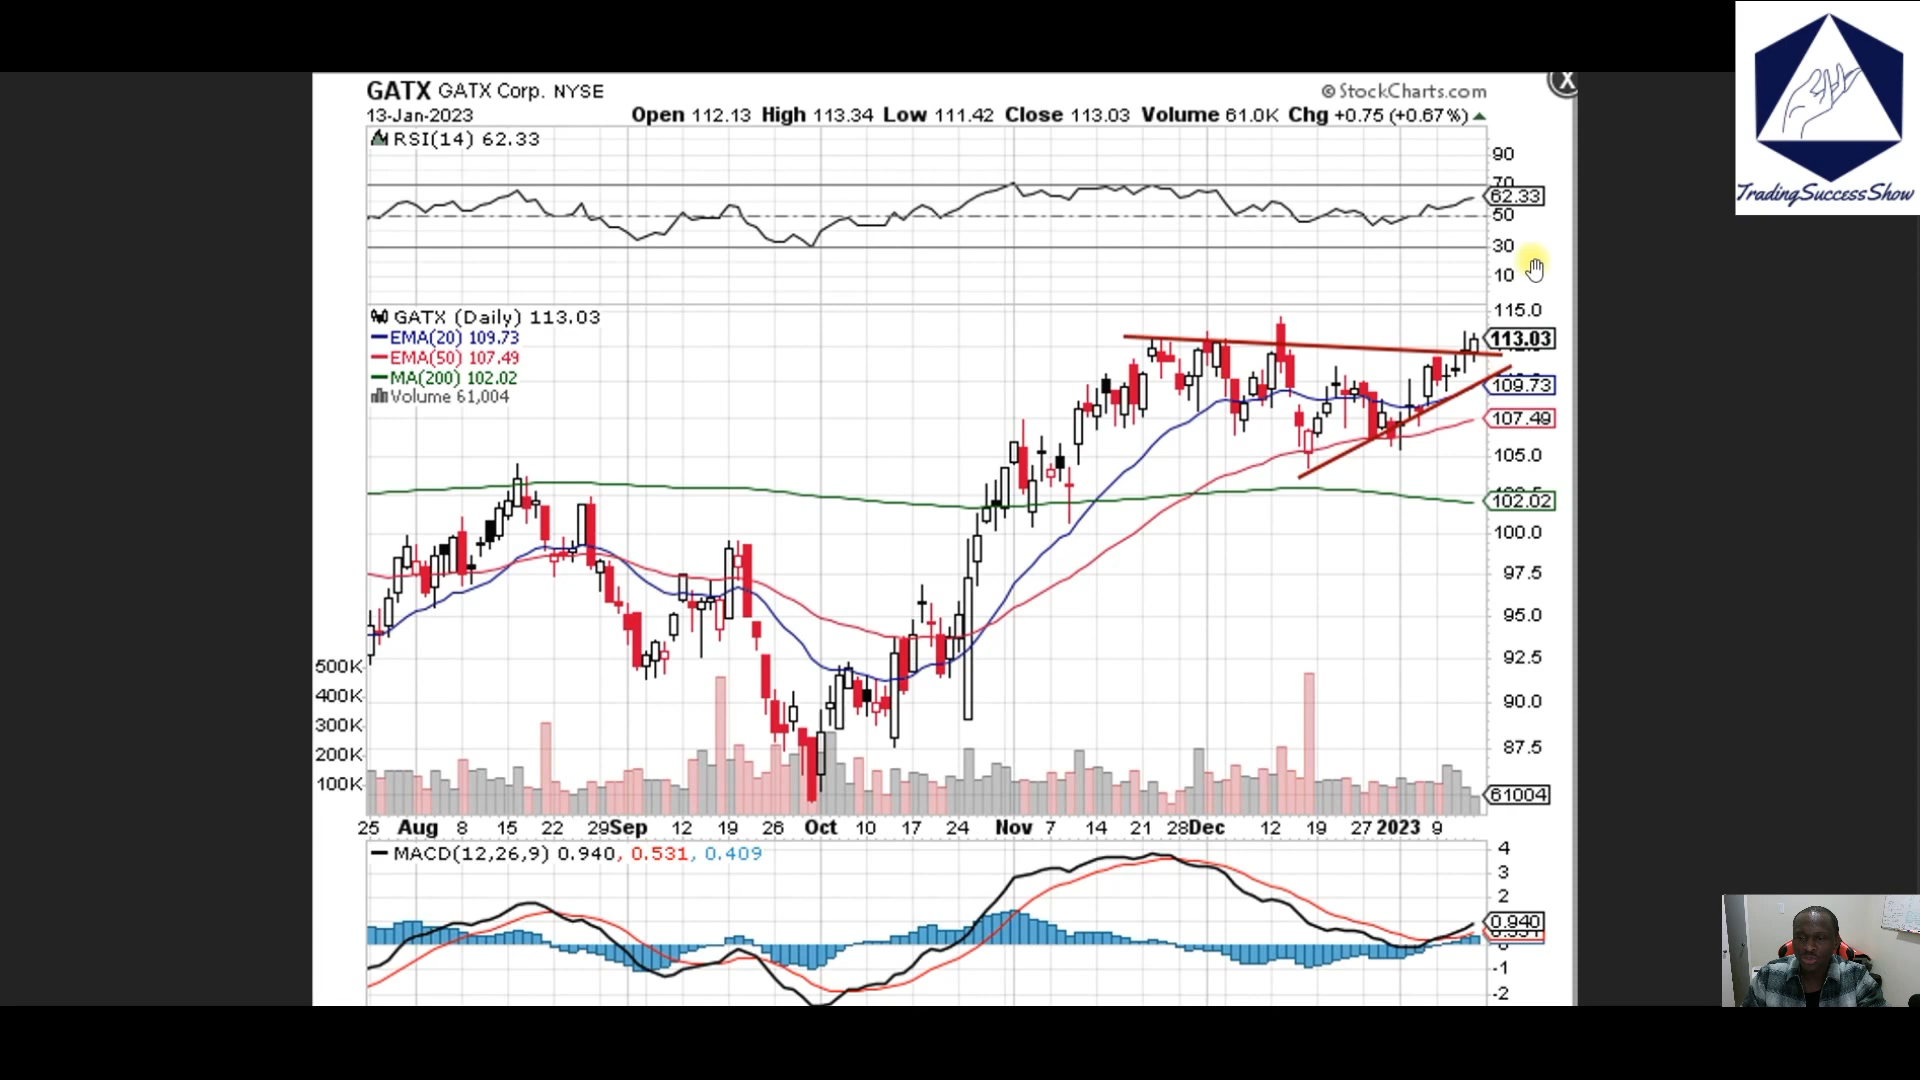 GATX GATX Corp. NYSE
© StockCharts.com
13-Jan-2023
Open 112.13 High 113.34 Low 111.42 Close 113.03 Volume 61.0K Chg +0.75 (+0.67%)
RSI(14) 62.33
90
70
62.33
50
30
10
GATX (Daily) 113.03
EMA(20) 109.73
EMA(50) 107.49
MA(200) 102.02
Volume 61,004
115.0
113.03
109.73
107.49
105.0
102.02
100.0
97.5
95.0
92.5
90.0
87.5
61004
500K
400K
300K
200K
100K
25 Aug 8 15 22 29 Sep 12 19 26 Oct 10 17 24 Nov 7 14 21 28 Dec 12 19 27 2023 9
MACD(12,26,9) 0.940, 0.531, 0.409
4
3
2
0.940
-1
-2
X
TradingSuccessShow